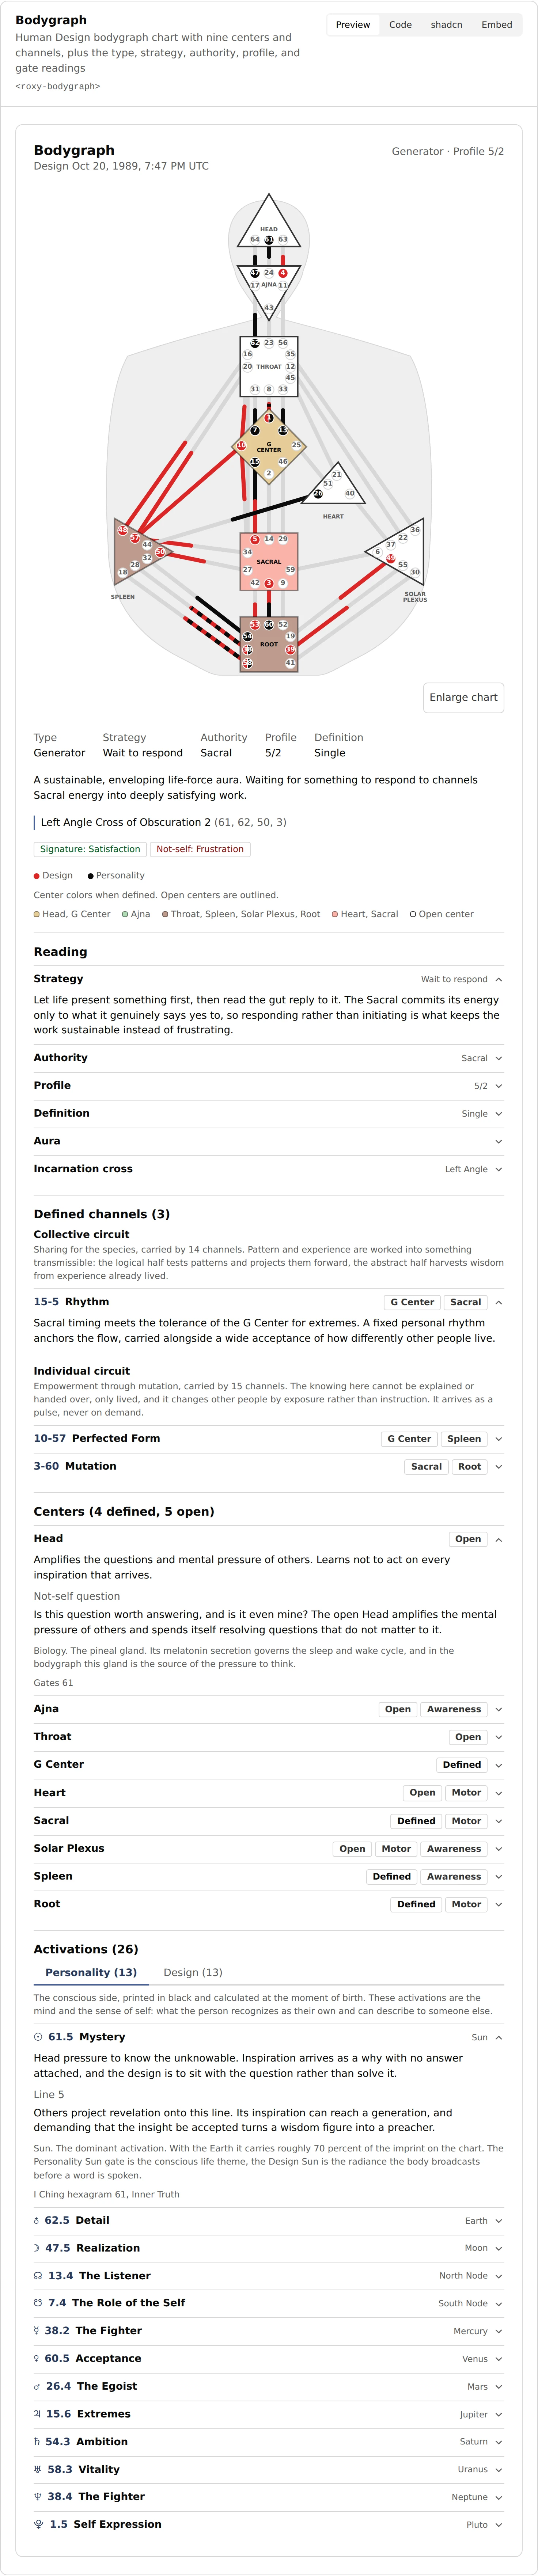 Bodygraph
Human Design bodygraph chart with nine centers and
channels, plus the type, strategy, authority, profile, and
gate readings
<roxy-bodygraph>
Preview Code shadcn Embed
Bodygraph
Design Oct 20, 1989, 7:47 PM UTC
Generator · Profile 5/2
HEAD
64 61 63
47 24 4
17 AJNA 11
43
62 23 56
16 35
20 THROAT 12
45
31 8 33
1
7 13
10 G CENTER 25
15 46
2
21
51
26 40
HEART
48
57
44
50
32
28
18
SPLEEN
5 14 29
34
SACRAL
27 59
42 3 9
36
22
37
6
49
55
30
SOLAR
PLEXUS
53 60 52
54 19
ROOT
38 39
58 41
Enlarge chart
Type Strategy Authority Profile Definition
Generator Wait to respond Sacral 5/2 Single
A sustainable, enveloping life-force aura. Waiting for something to respond to channels
Sacral energy into deeply satisfying work.
Left Angle Cross of Obscuration 2 (61, 62, 50, 3)
Signature: Satisfaction Not-self: Frustration
Design Personality
Center colors when defined. Open centers are outlined.
Head, G Center Ajna Throat, Spleen, Solar Plexus, Root Heart, Sacral Open center
Reading
Strategy Wait to respond
Let life present something first, then read the gut reply to it. The Sacral commits its energy
only to what it genuinely says yes to, so responding rather than initiating is what keeps the
work sustainable instead of frustrating.
Authority Sacral
Profile 5/2
Definition Single
Aura
Incarnation cross Left Angle
Defined channels (3)
Collective circuit
Sharing for the species, carried by 14 channels. Pattern and experience are worked into something
transmissible: the logical half tests patterns and projects them forward, the abstract half harvests wisdom
from experience already lived.
15-5 Rhythm G Center Sacral
Sacral timing meets the tolerance of the G Center for extremes. A fixed personal rhythm
anchors the flow, carried alongside a wide acceptance of how differently other people live.
Individual circuit
Empowerment through mutation, carried by 15 channels. The knowing here cannot be explained or
handed over, only lived, and it changes other people by exposure rather than instruction. It arrives as a
pulse, never on demand.
10-57 Perfected Form G Center Spleen
3-60 Mutation Sacral Root
Centers (4 defined, 5 open)
Head Open
Amplifies the questions and mental pressure of others. Learns not to act on every
inspiration that arrives.
Not-self question
Is this question worth answering, and is it even mine? The open Head amplifies the mental
pressure of others and spends itself resolving questions that do not matter to it.
Biology. The pineal gland. Its melatonin secretion governs the sleep and wake cycle, and in the
bodygraph this gland is the source of the pressure to think.
Gates 61
Ajna Open Awareness
Throat Open
G Center Defined
Heart Open Motor
Sacral Defined Motor
Solar Plexus Open Motor Awareness
Spleen Defined Awareness
Root Defined Motor
Activations (26)
Personality (13) Design (13)
The conscious side, printed in black and calculated at the moment of birth. These activations are the
mind and the sense of self: what the person recognizes as their own and can describe to someone else.
☉ 61.5 Mystery Sun
Head pressure to know the unknowable. Inspiration arrives as a why with no answer
attached, and the design is to sit with the question rather than solve it.
Line 5
Others project revelation onto this line. Its inspiration can reach a generation, and
demanding that the insight be accepted turns a wisdom figure into a preacher.
Sun. The dominant activation. With the Earth it carries roughly 70 percent of the imprint on the chart. The
Personality Sun gate is the conscious life theme, the Design Sun is the radiance the body broadcasts
before a word is spoken.
I Ching hexagram 61, Inner Truth
♁ 62.5 Detail Earth
☽ 47.5 Realization Moon
☊ 13.4 The Listener North Node
☋ 7.4 The Role of the Self South Node
☿ 38.2 The Fighter Mercury
♀ 60.5 Acceptance Venus
♂ 26.4 The Egoist Mars
♃ 15.6 Extremes Jupiter
♄ 54.3 Ambition Saturn
♅ 58.3 Vitality Uranus
♆ 38.4 The Fighter Neptune
1.5 Self Expression Pluto